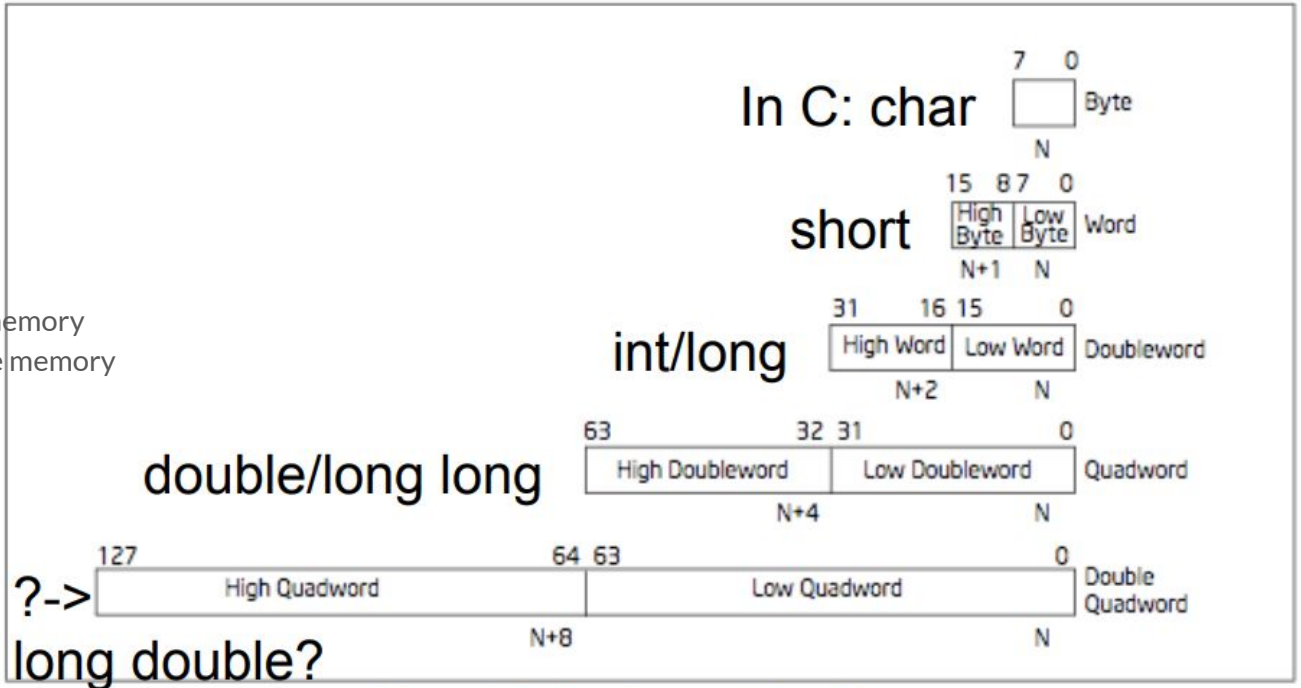 7 0
In C: char
Byte
N
15 8 7 0
short
High Byte
Low Byte
Word
N+1 N
emory
e memory
31 16 15 0
int/long
High Word
Low Word
Doubleword
N+2 N
63 32 31 0
double/long long
High Doubleword
Low Doubleword
Quadword
N+4 N
127 64 63 0
?->
High Quadword
Low Quadword
Double
Quadword
N+8 N
long double?